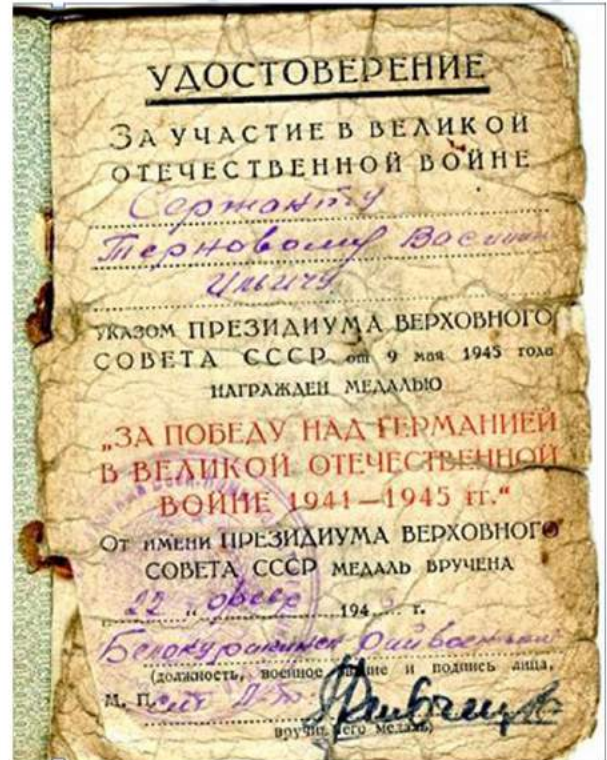 УДОСТОВЕРЕНИЕ
ЗА УЧАСТИЕ В ВЕЛИКОЙ
ОТЕЧЕСТВЕННОЙ ВОЙНЕ
Сержанту
Терновому
Ильичу
УКАЗОМ ПРЕЗИДИУМА ВЕРХОВНОГО
СОВЕТА СССР от 9 мая 1945 года
НАГРАЖДЕН МЕДАЛЬЮ
„ЗА ПОБЕДУ НАД ГЕРМАНИЕЙ
В ВЕЛИКОЙ ОТЕЧЕСТВЕННОЙ
ВОЙНЕ 1941—1945 гг.“
ОТ ИМЕНИ ПРЕЗИДИУМА ВЕРХОВНОГО
СОВЕТА СССР МЕДАЛЬ ВРУЧЕНА
„22„ февр 194 г.
(должность, военное звание и подпись лица,
М. П.
вручившего медаль)